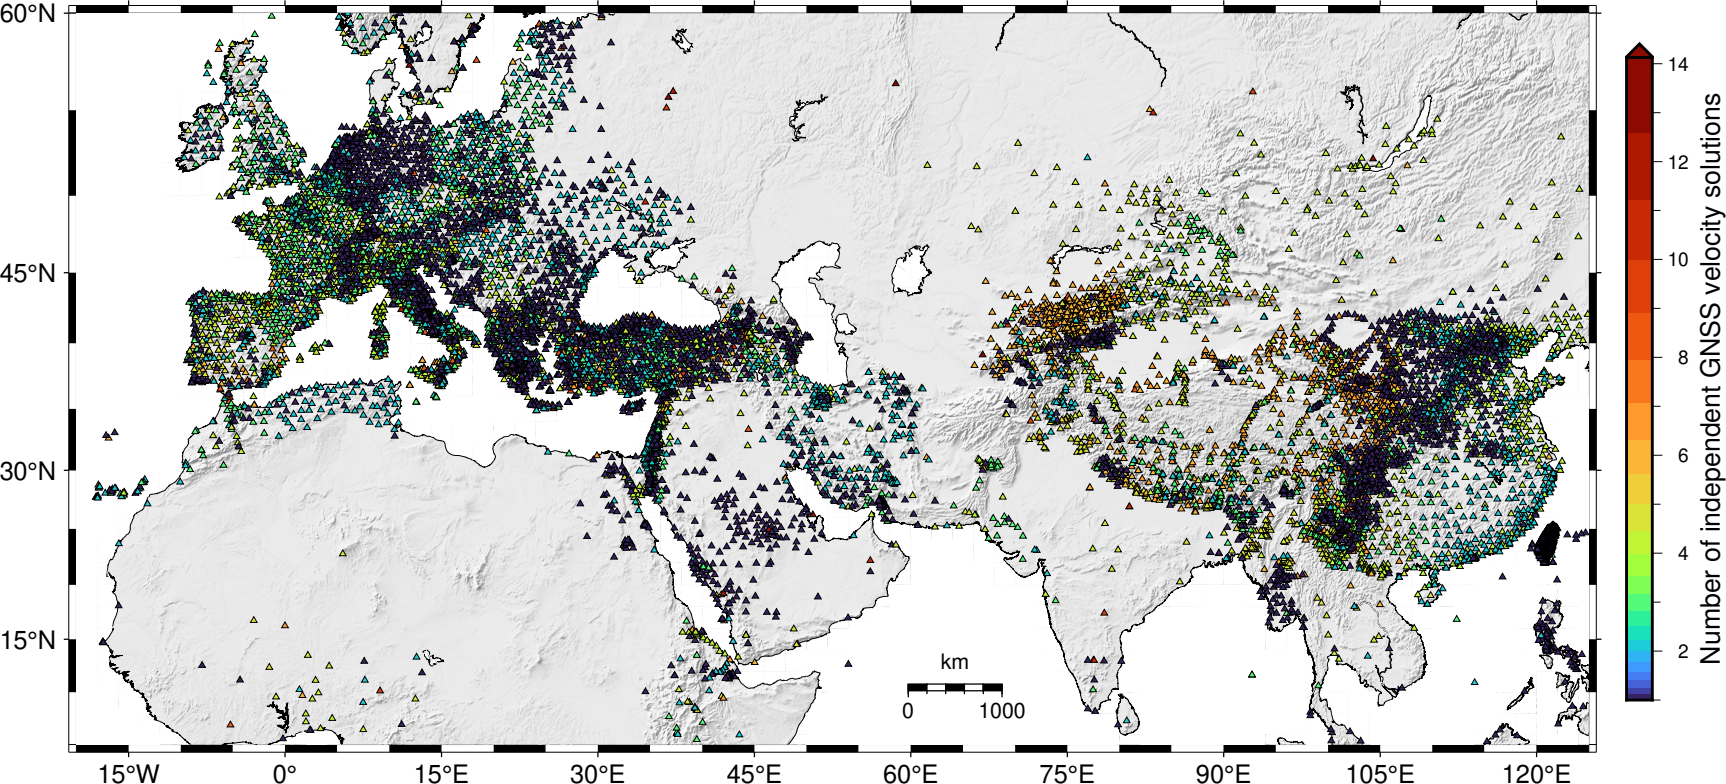 60°N
45°N
30°N
15°N
15°W 0° 15°E 30°E 45°E 60°E 75°E 90°E 105°E 120°E
km
0 1000
14
12
10
8
6
4
2
Number of independent GNSS velocity solutions